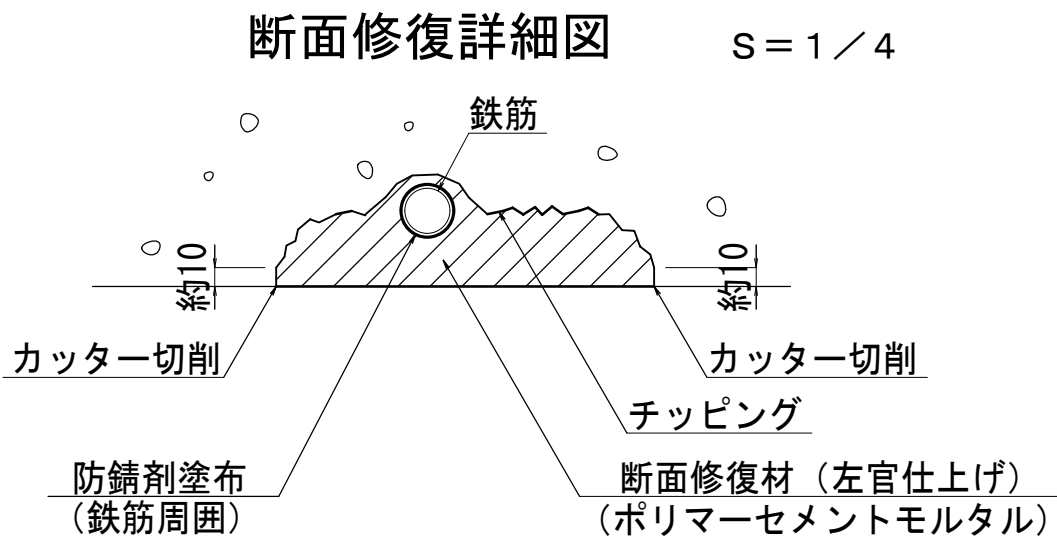 断面修復詳細図
S=1/4
鉄筋
約10
約10
カッター切削
カッター切削
チッピング
防錆剤塗布
(鉄筋周囲)
断面修復材(左官仕上げ)
(ポリマーセメントモルタル)